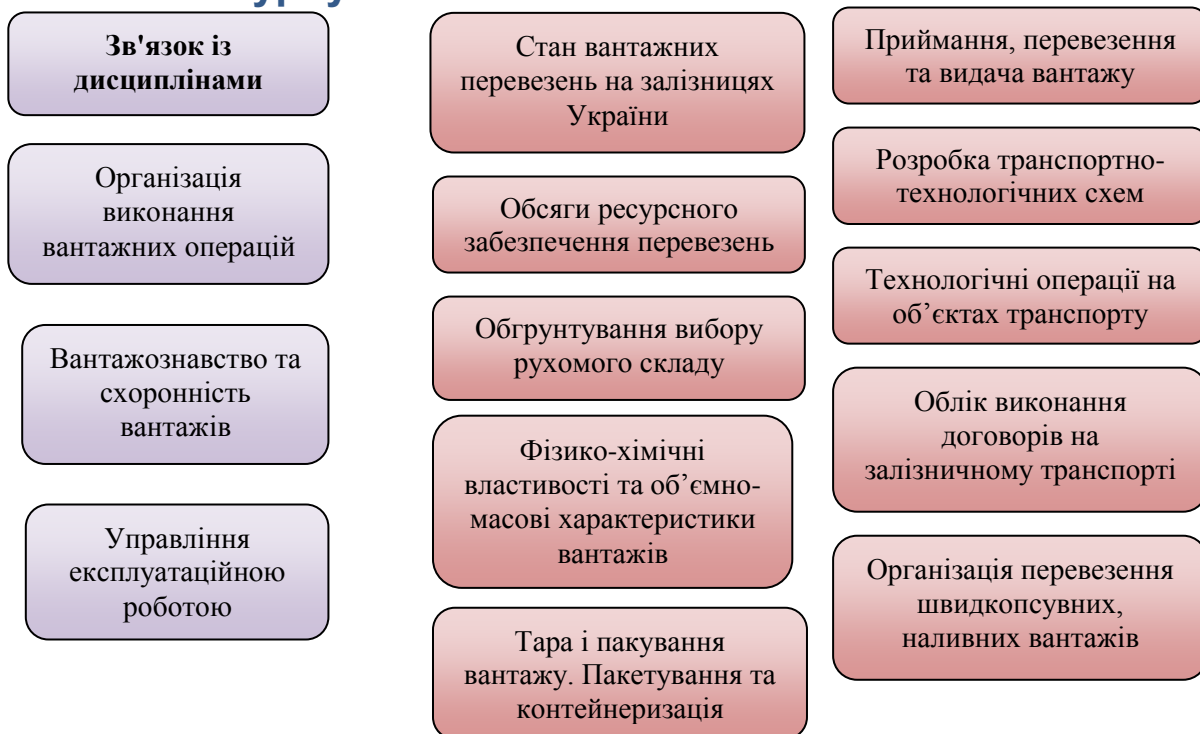 Зв'язок із
дисциплінами
Організація
виконання
вантажних операцій
Вантажознавство та
схоронність
вантажів
Управління
експлуатаційною
роботою
Стан вантажних
перевезень на залізницях
України
Обсяги ресурсного
забезпечення перевезень
Обгрунтування вибору
рухомого складу
Фізико-хімічні
властивості та об’ємно-
масові характеристики
вантажів
Тара і пакування
вантажу. Пакетування та
контейнеризація
Приймання, перевезення
та видача вантажу
Розробка транспортно-
технологічних схем
Технологічні операції на
об’єктах транспорту
Облік виконання
договорів на
залізничному транспорті
Організація перевезення
швидкопсувних,
наливних вантажів